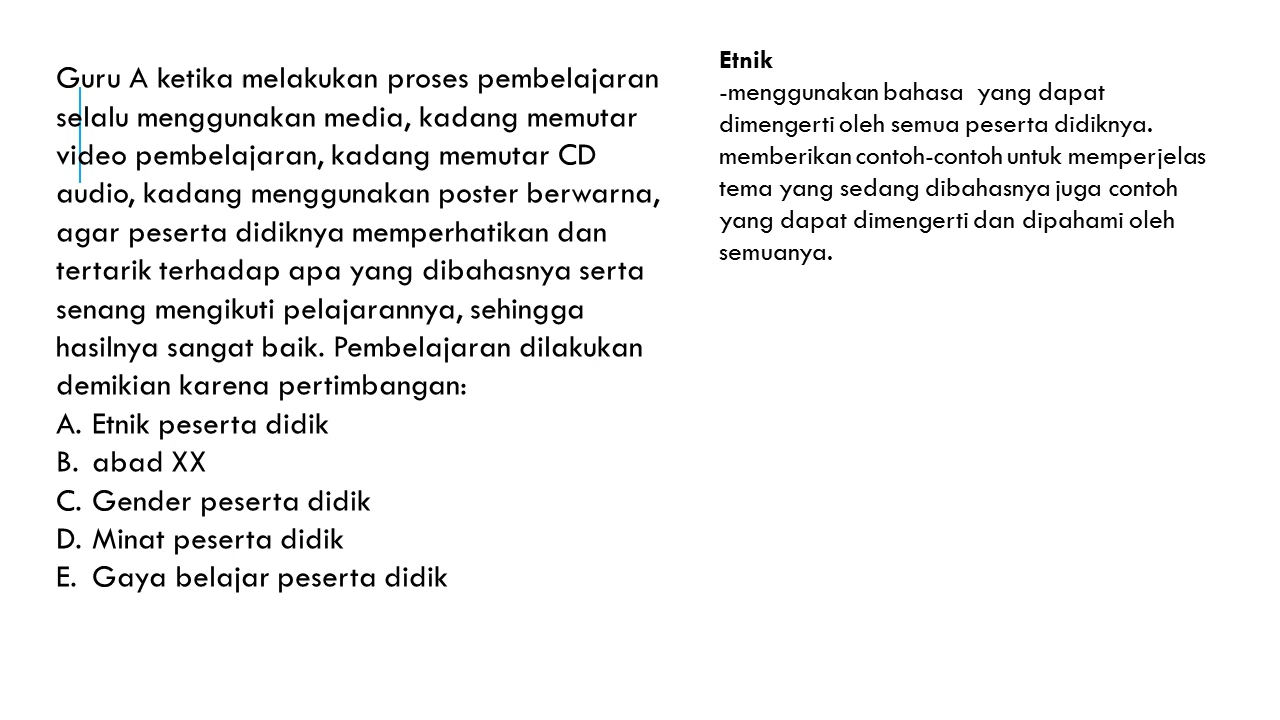 Guru A ketika melakukan proses pembelajaran
selalu menggunakan media, kadang memutar
video pembelajaran, kadang memutar CD
audio, kadang menggunakan poster berwarna,
agar peserta didiknya memperhatikan dan
tertarik terhadap apa yang dibahasnya serta
senang mengikuti pelajarannya, sehingga
hasilnya sangat baik. Pembelajaran dilakukan
demikian karena pertimbangan:
A. Etnik peserta didik
B. abad XX
C. Gender peserta didik
D. Minat peserta didik
E. Gaya belajar peserta didik
Etnik
-menggunakan bahasa yang dapat
dimengerti oleh semua peserta didiknya.
memberikan contoh-contoh untuk memperjelas
tema yang sedang dibahasnya juga contoh
yang dapat dimengerti dan dipahami oleh
semuanya.